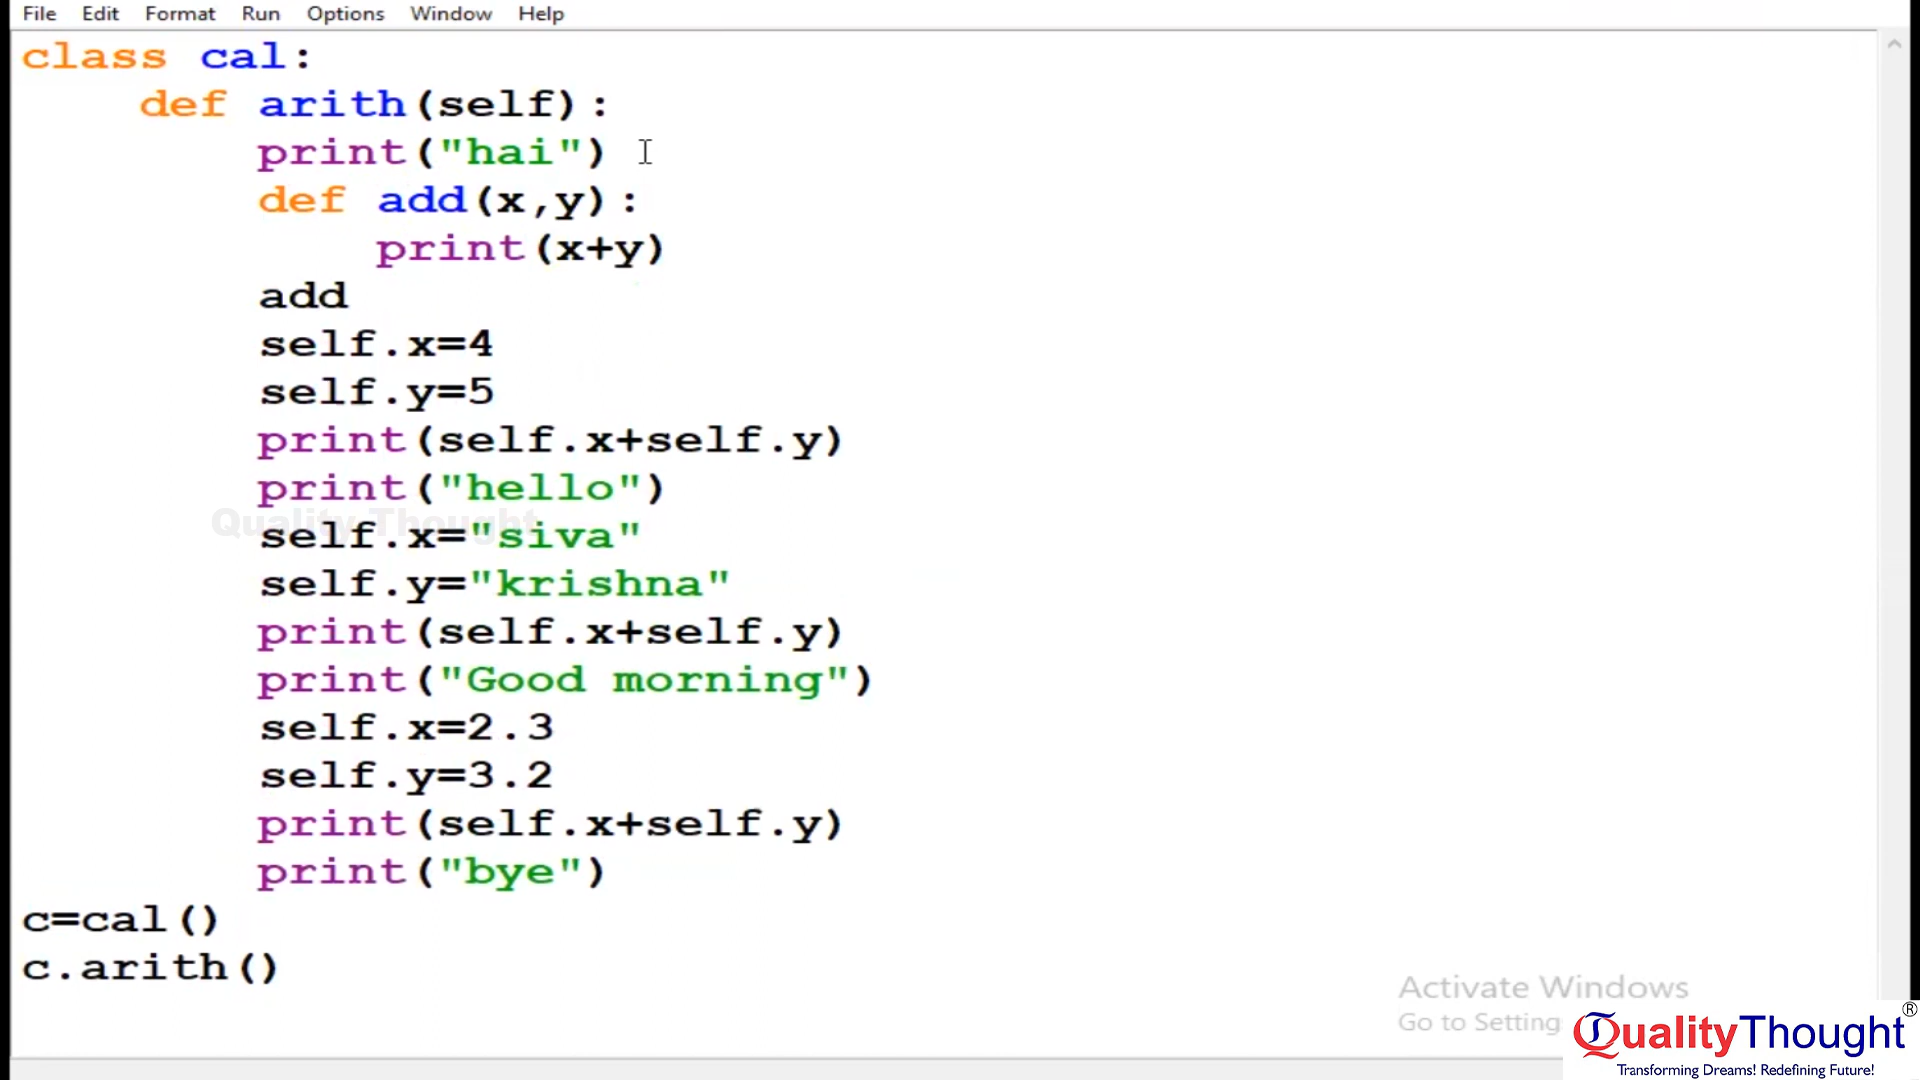 File Edit Format Run Options Window Help
class cal:
    def arith(self):
        print("hai")
        def add(x,y):
            print(x+y)
        add
        self.x=4
        self.y=5
        print(self.x+self.y)
        print("hello")
Quality Thought
        self.x="siva"
        self.y="krishna"
        print(self.x+self.y)
        print("Good morning")
        self.x=2.3
        self.y=3.2
        print(self.x+self.y)
        print("bye")
c=cal()
c.arith()
Activate Windows
Go to Setting
QualityThought®
Transforming Dreams! Redefining Future!